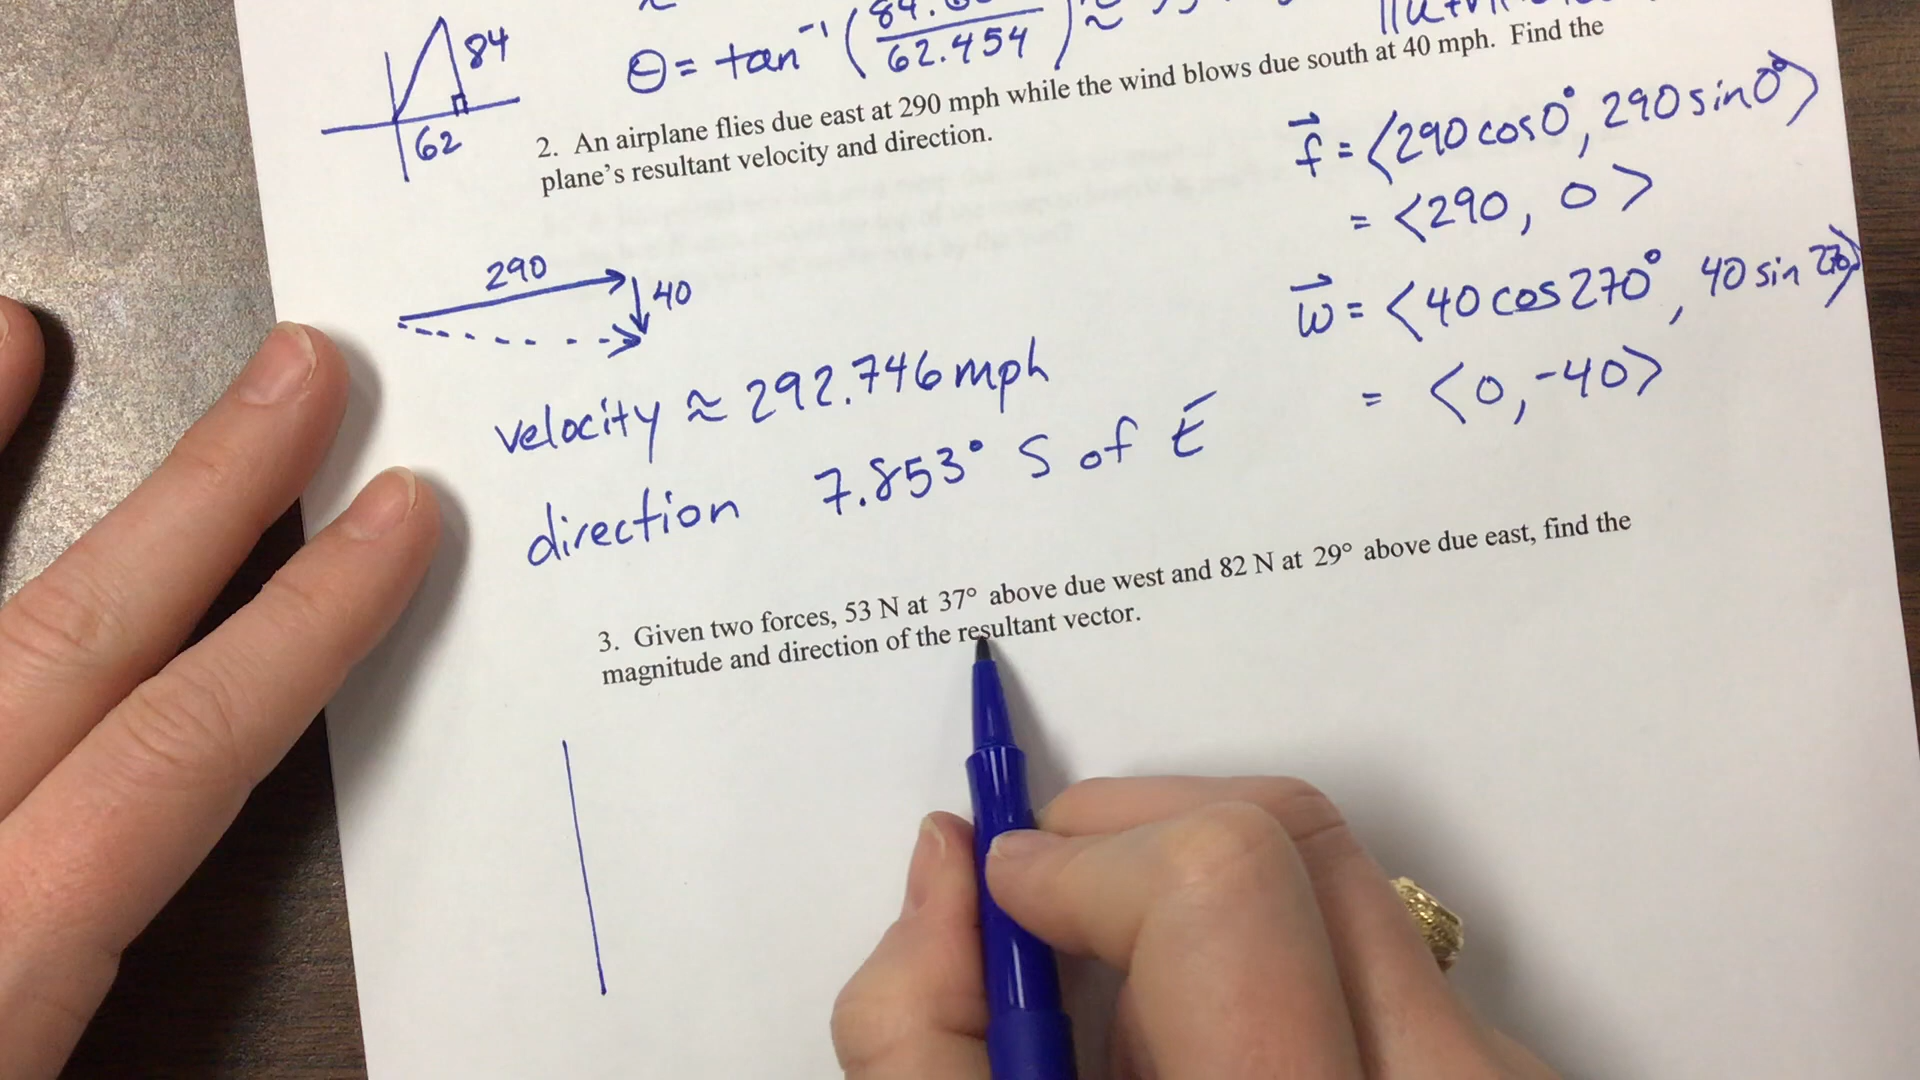 84
62
θ = tan⁻¹ (84. / 62.454) ≈
2. An airplane flies due east at 290 mph while the wind blows due south at 40 mph. Find the
plane's resultant velocity and direction.
f⃗ = ⟨290 cos 0°, 290 sin 0°⟩
= ⟨290, 0⟩
290
40
w⃗ = ⟨40 cos 270°, 40 sin 270⟩
= ⟨0, -40⟩
velocity ≈ 292.746 mph
direction 7.853° S of E
3. Given two forces, 53 N at 37° above due west and 82 N at 29° above due east, find the
magnitude and direction of the resultant vector.